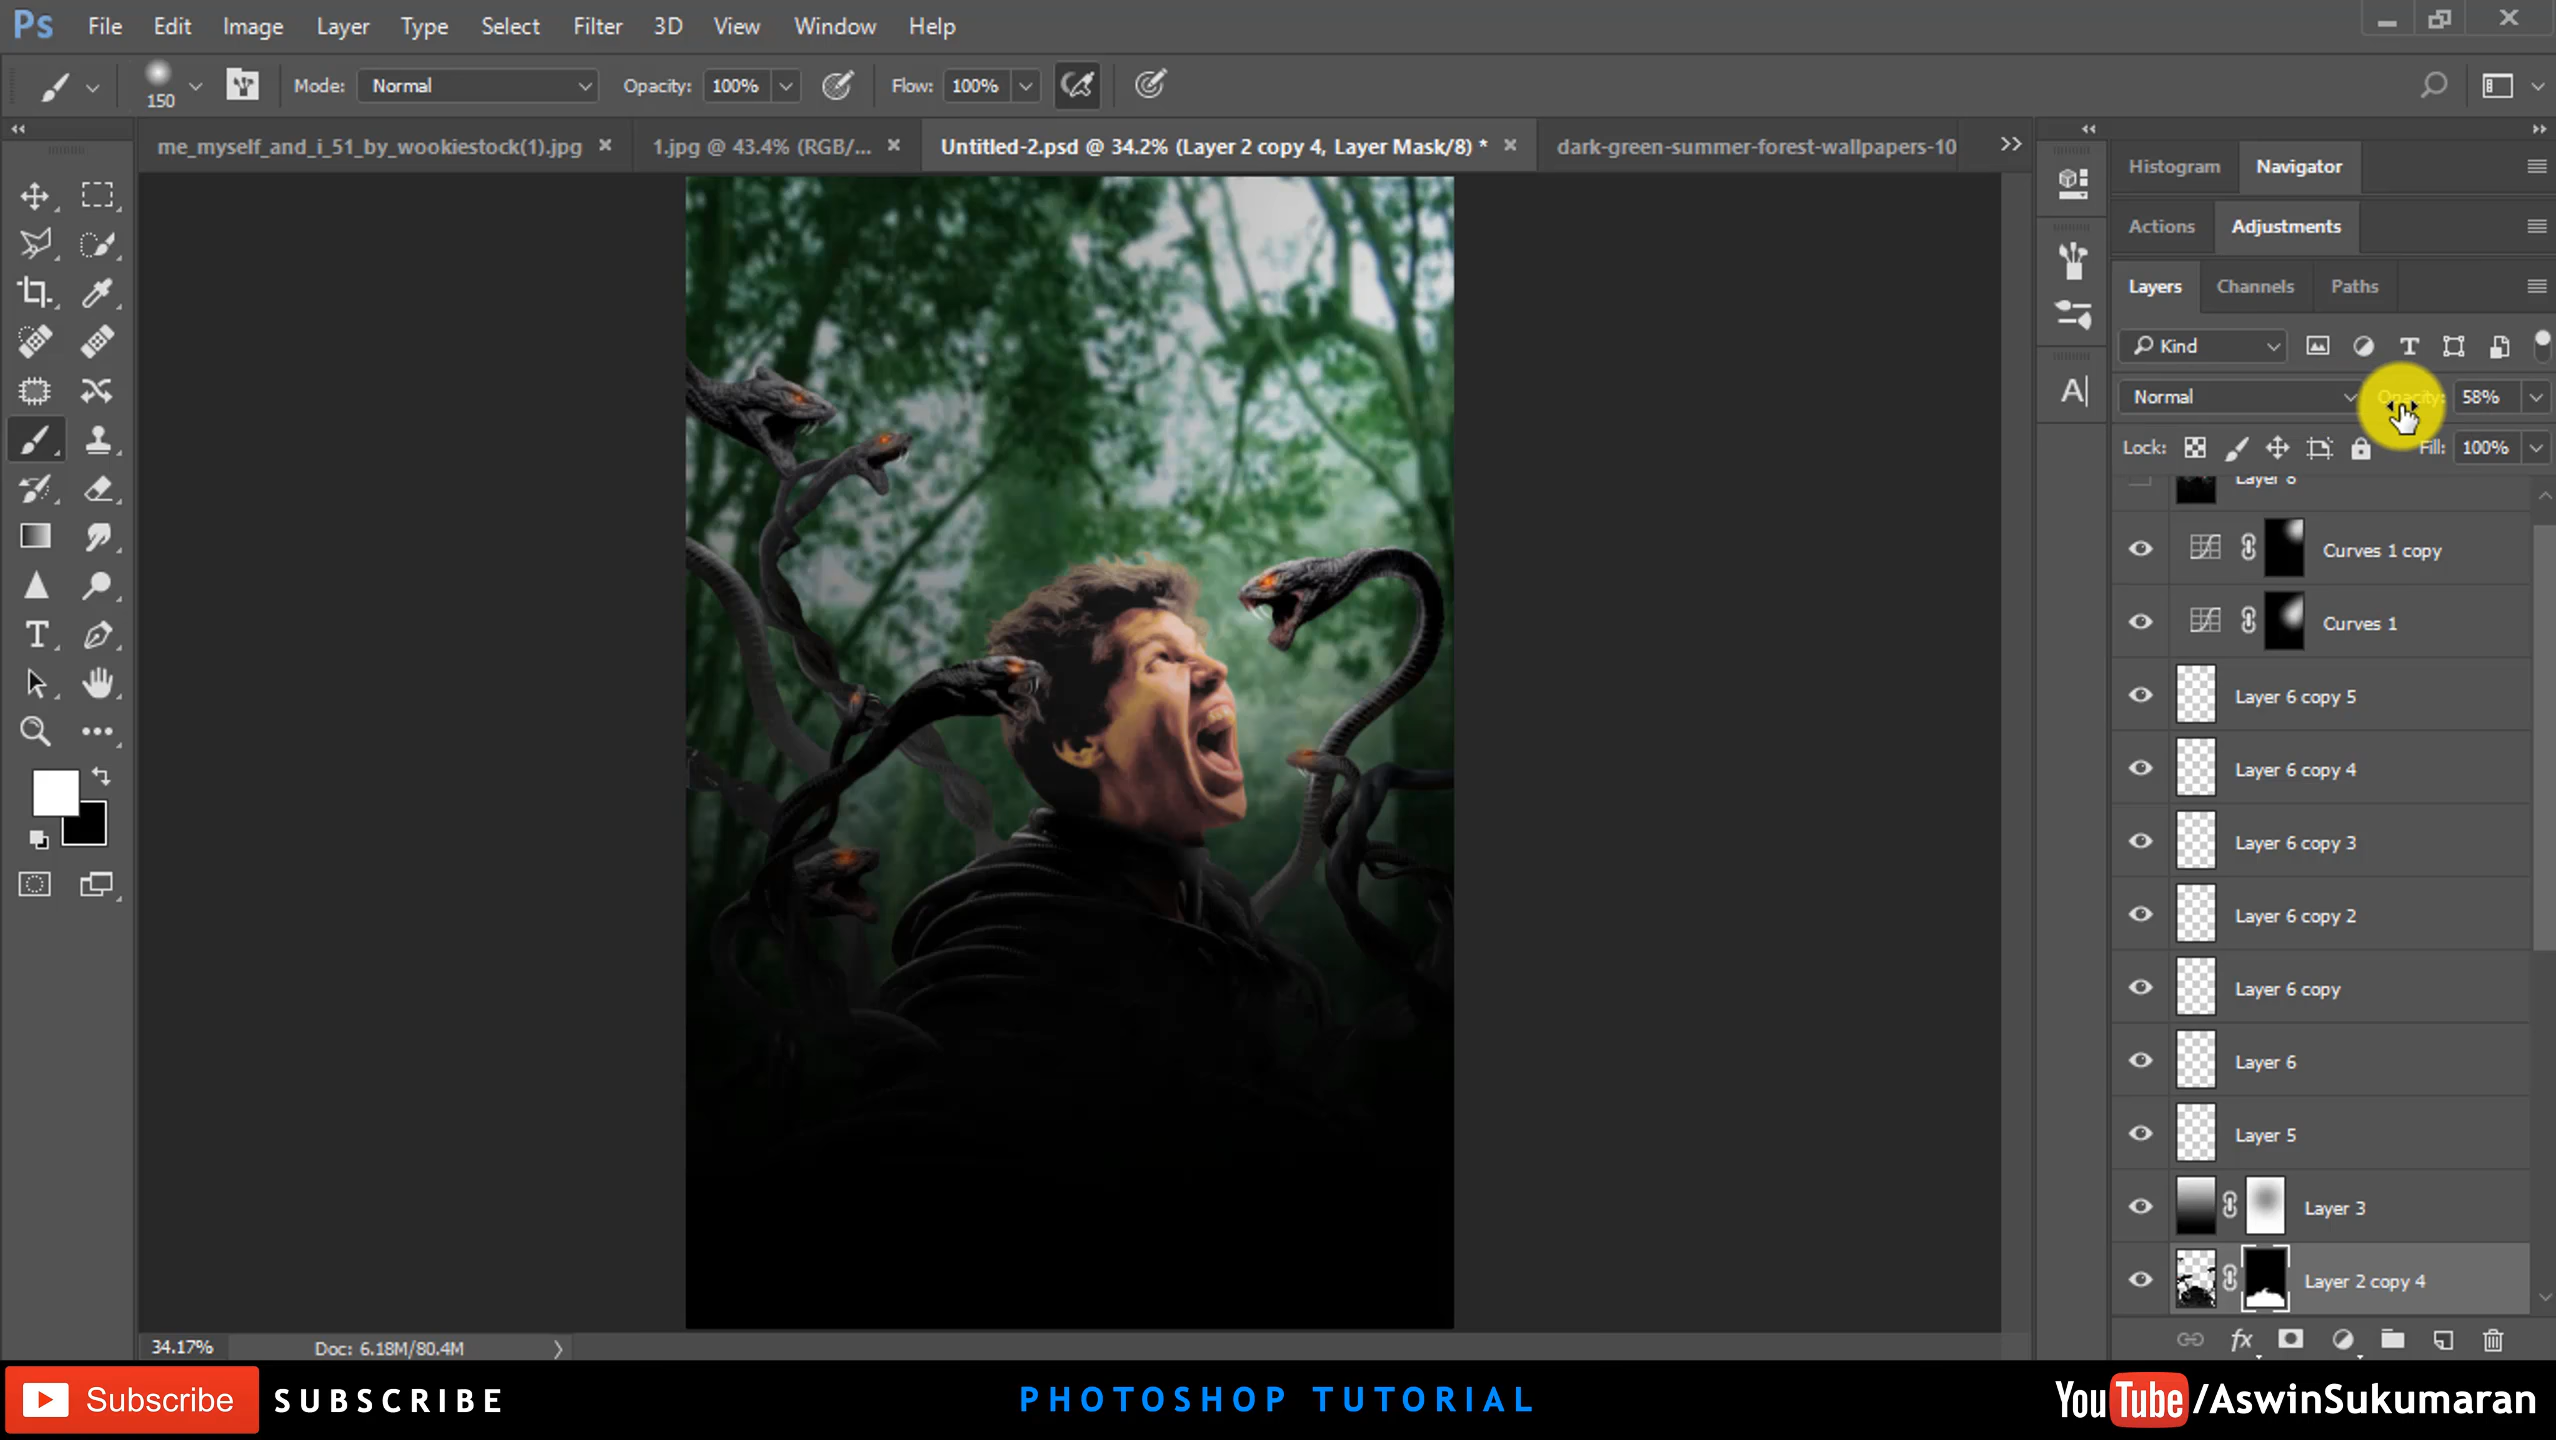 Ps File Edit Image Layer Type Select Filter 3D View Window Help
150 Mode: Normal Opacity: 100% Flow: 100%
me_myself_and_i_51_by_wookiestock(1).jpg 1.jpg @ 43.4% (RGB/... Untitled-2.psd @ 34.2% (Layer 2 copy 4, Layer Mask/8) * dark-green-summer-forest-wallpapers-10
Histogram Navigator
Actions Adjustments
Layers Channels Paths
Kind
Normal Opacity: 58%
Lock: Fill: 100%
Layer 8
Curves 1 copy
Curves 1
Layer 6 copy 5
Layer 6 copy 4
Layer 6 copy 3
Layer 6 copy 2
Layer 6 copy
Layer 6
Layer 5
Layer 3
Layer 2 copy 4
34.17% Doc: 6.18M/80.4M
Subscribe SUBSCRIBE PHOTOSHOP TUTORIAL YouTube/AswinSukumaran